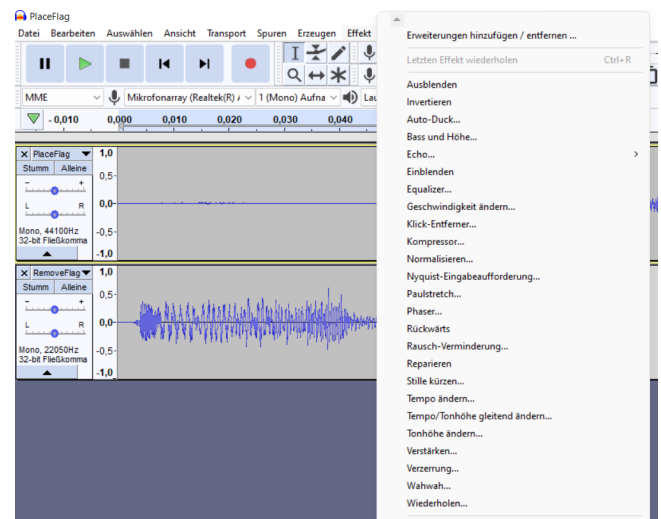 PlaceFlag
Datei Bearbeiten Auswählen Ansicht Transport Spuren Erzeugen Effekt
MME Mikrofonarray (Realtek(R) 1 (Mono) Aufna
- 0,010 0,000 0,010 0,020 0,030 0,040
PlaceFlag
Stumm Alleine
- +
L R
Mono, 44100Hz
32-bit Fließkomma
1,0
0,5-
0,0-
-0,5-
-1,0
RemoveFlag
Stumm Alleine
- +
L R
Mono, 22050Hz
32-bit Fließkomma
1,0
0,5-
0,0-
-0,5-
-1,0
Erweiterungen hinzufügen / entfernen ...
Letzten Effekt wiederholen Ctrl+R
Ausblenden
Invertieren
Auto-Duck...
Bass und Höhe...
Echo...
Einblenden
Equalizer...
Geschwindigkeit ändern...
Klick-Entferner...
Kompressor...
Normalisieren...
Nyquist-Eingabeaufforderung...
Paulstretch...
Phaser...
Rückwärts
Rausch-Verminderung...
Reparieren
Stille kürzen...
Tempo ändern...
Tempo/Tonhöhe gleitend ändern...
Tonhöhe ändern...
Verstärken...
Verzerrung...
Wahwah...
Wiederholen...